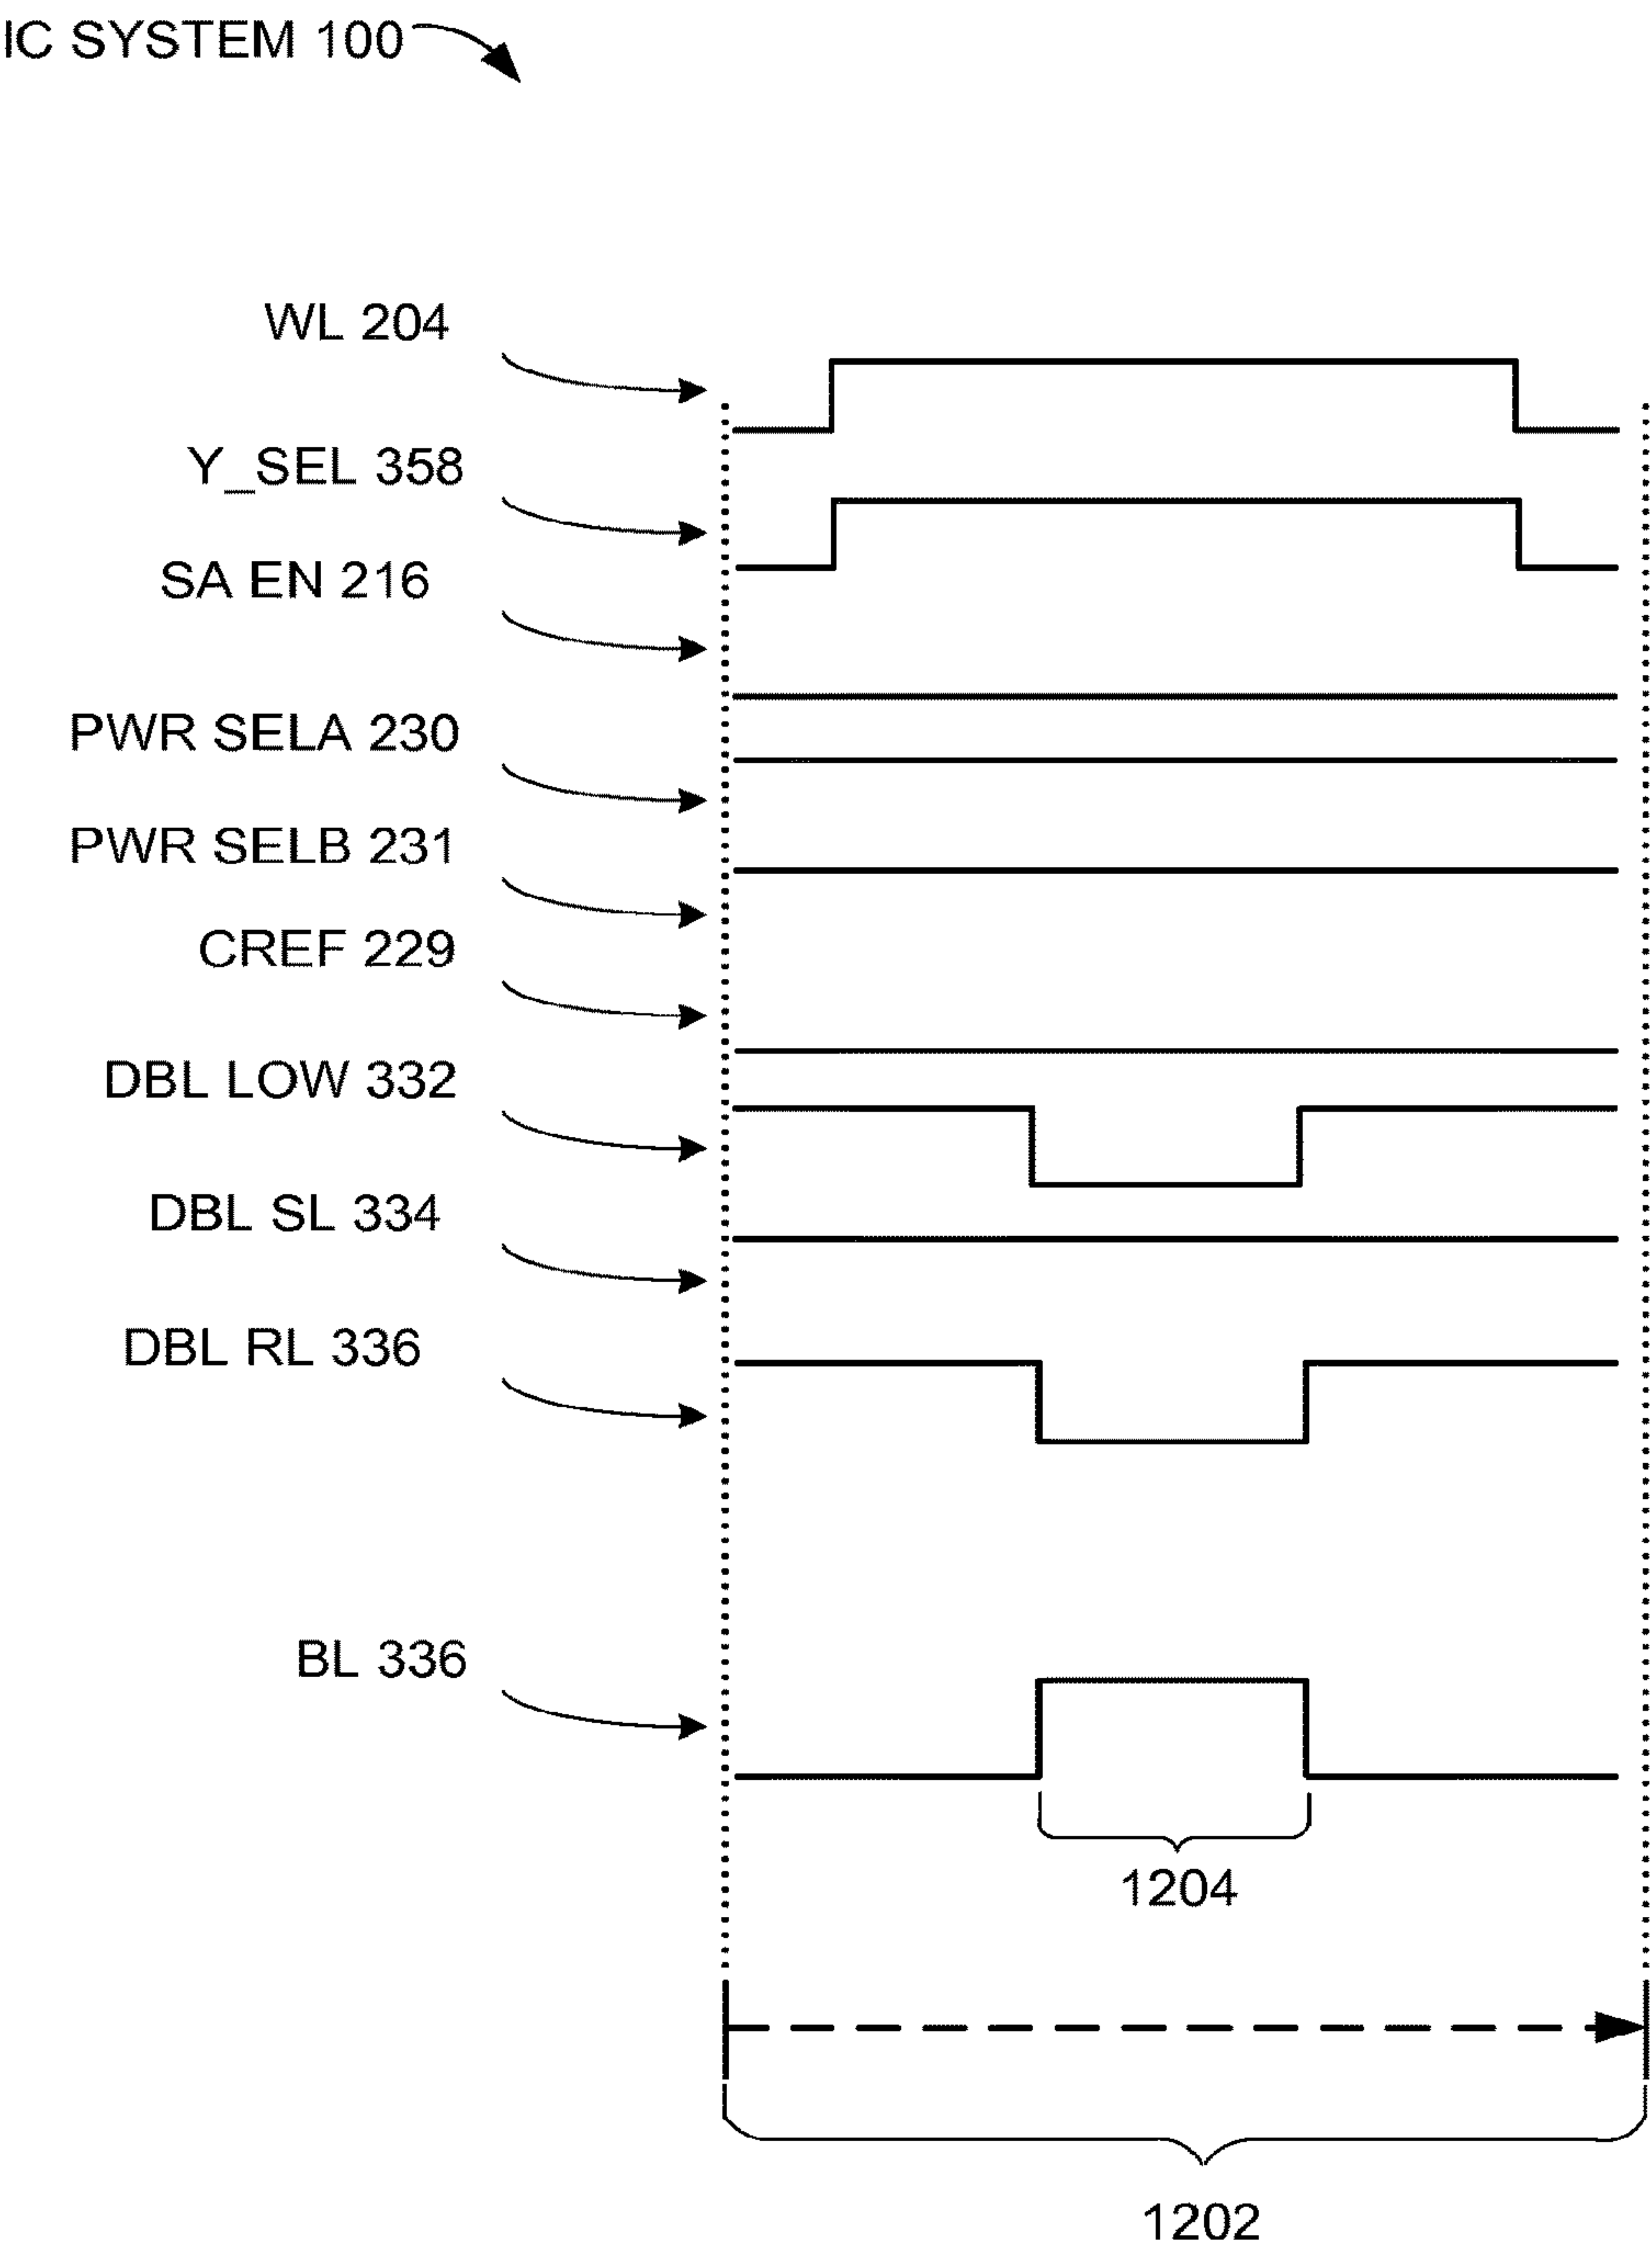 IC SYSTEM 100
WL 204
Y_SEL 358
SA EN 216
PWR SELA 230
PWR SELB 231
CREF 229
DBL LOW 332
DBL SL 334
DBL RL 336
BL 336
1204
1202